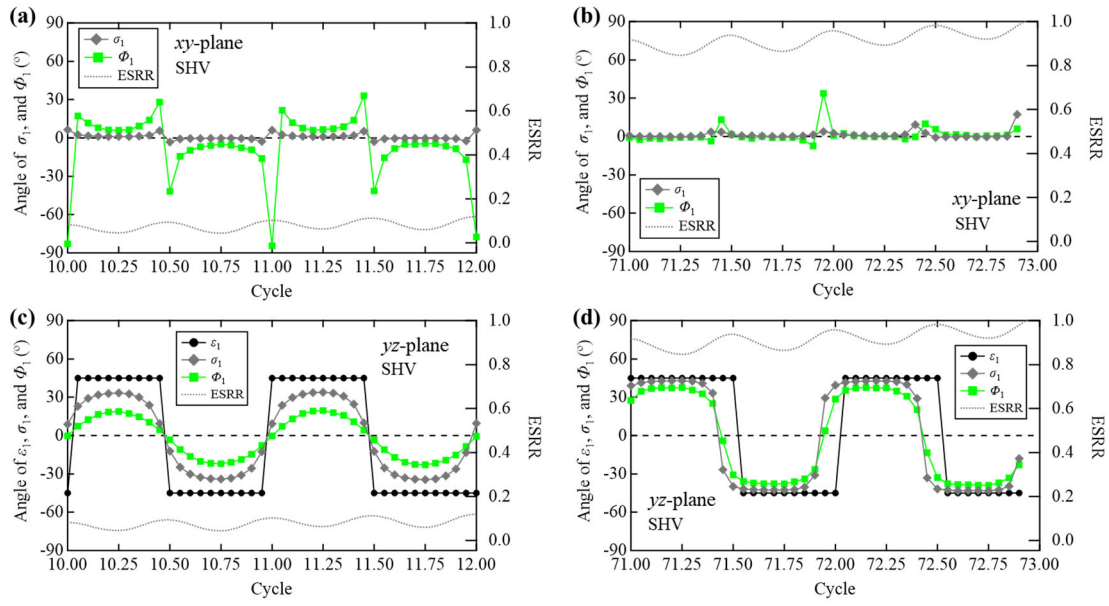 (a)
90
60
30
0
-30
-60
-90
Angle of σ1, and Φ1 (°)
σ1
Φ1
ESRR
xy-plane
SHV
1.0
0.8
0.6
0.4
0.2
0.0
ESRR
10.00 10.25 10.50 10.75 11.00 11.25 11.50 11.75 12.00
Cycle
(b)
90
60
30
0
-30
-60
-90
Angle of σ1, and Φ1 (°)
σ1
Φ1
ESRR
xy-plane
SHV
1.0
0.8
0.6
0.4
0.2
0.0
ESRR
71.00 71.25 71.50 71.75 72.00 72.25 72.50 72.75 73.00
Cycle
(c)
90
60
30
0
-30
-60
-90
Angle of ε1, σ1, and Φ1 (°)
ε1
σ1
Φ1
ESRR
yz-plane
SHV
1.0
0.8
0.6
0.4
0.2
0.0
ESRR
10.00 10.25 10.50 10.75 11.00 11.25 11.50 11.75 12.00
Cycle
(d)
90
60
30
0
-30
-60
-90
Angle of ε1, σ1, and Φ1 (°)
ε1
σ1
Φ1
ESRR
yz-plane
SHV
1.0
0.8
0.6
0.4
0.2
0.0
ESRR
71.00 71.25 71.50 71.75 72.00 72.25 72.50 72.75 73.00
Cycle